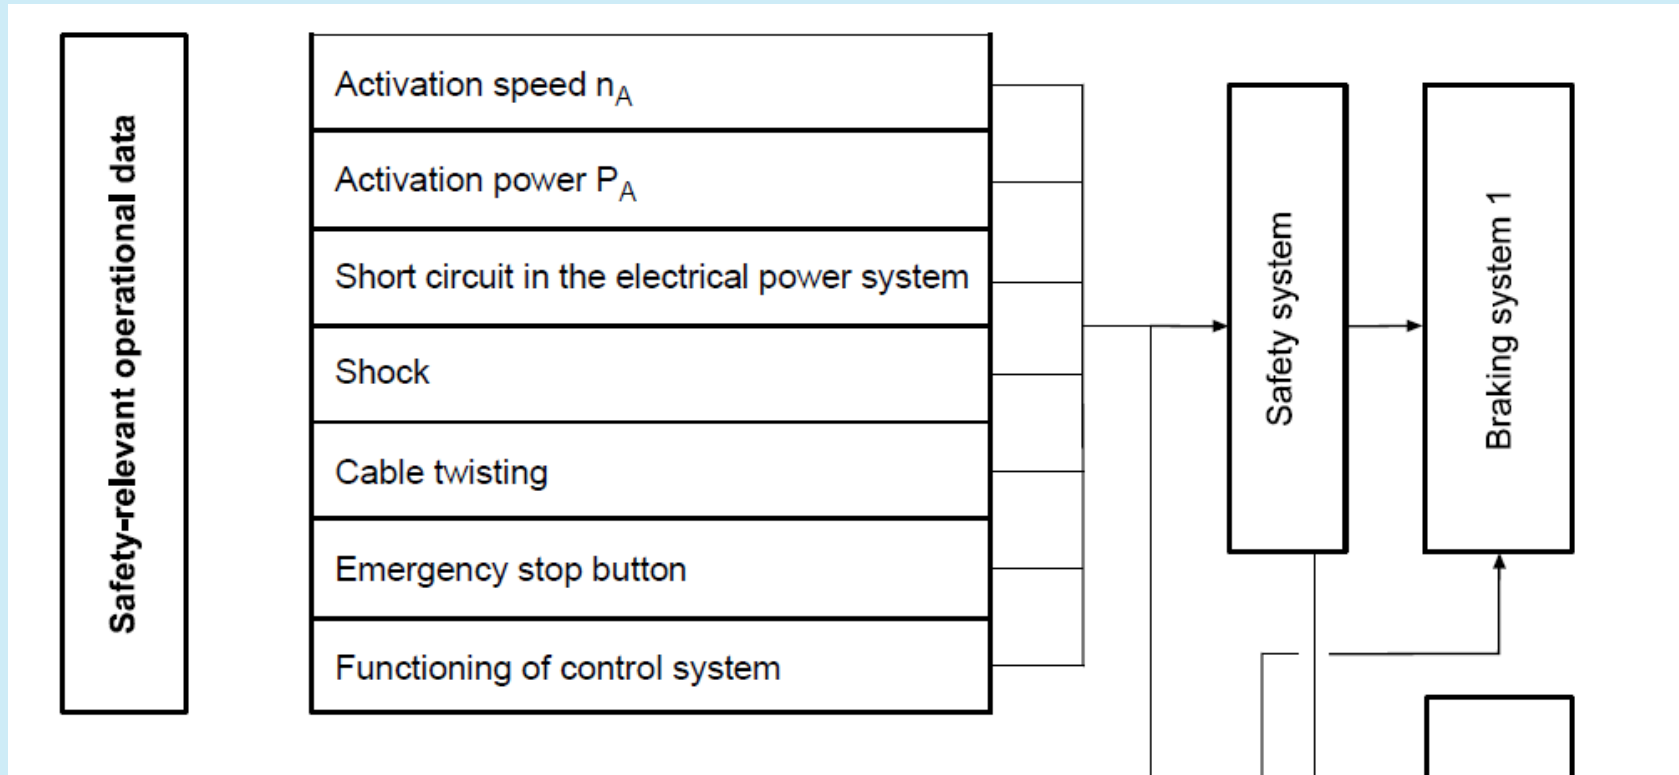 Safety-relevant operational data
Activation speed nA
Activation power PA
Short circuit in the electrical power system
Shock
Cable twisting
Emergency stop button
Functioning of control system
Safety system
Braking system 1